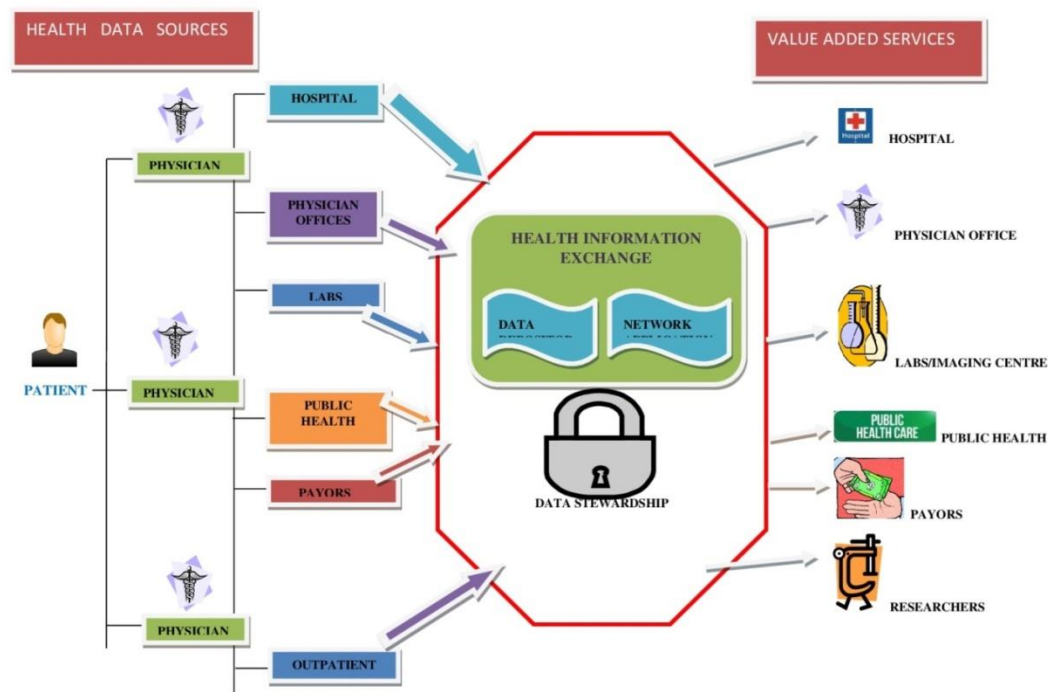 HEALTH DATA SOURCES
VALUE ADDED SERVICES
HOSPITAL
PHYSICIAN
PHYSICIAN
OFFICES
LABS
PATIENT
PHYSICIAN
PUBLIC
HEALTH
PAYORS
PHYSICIAN
OUTPATIENT
HEALTH INFORMATION
EXCHANGE
DATA
NETWORK
DATA STEWARDSHIP
Hospital
HOSPITAL
PHYSICIAN OFFICE
LABS/IMAGING CENTRE
PUBLIC
HEALTH CARE
PUBLIC HEALTH
PAYORS
RESEARCHERS